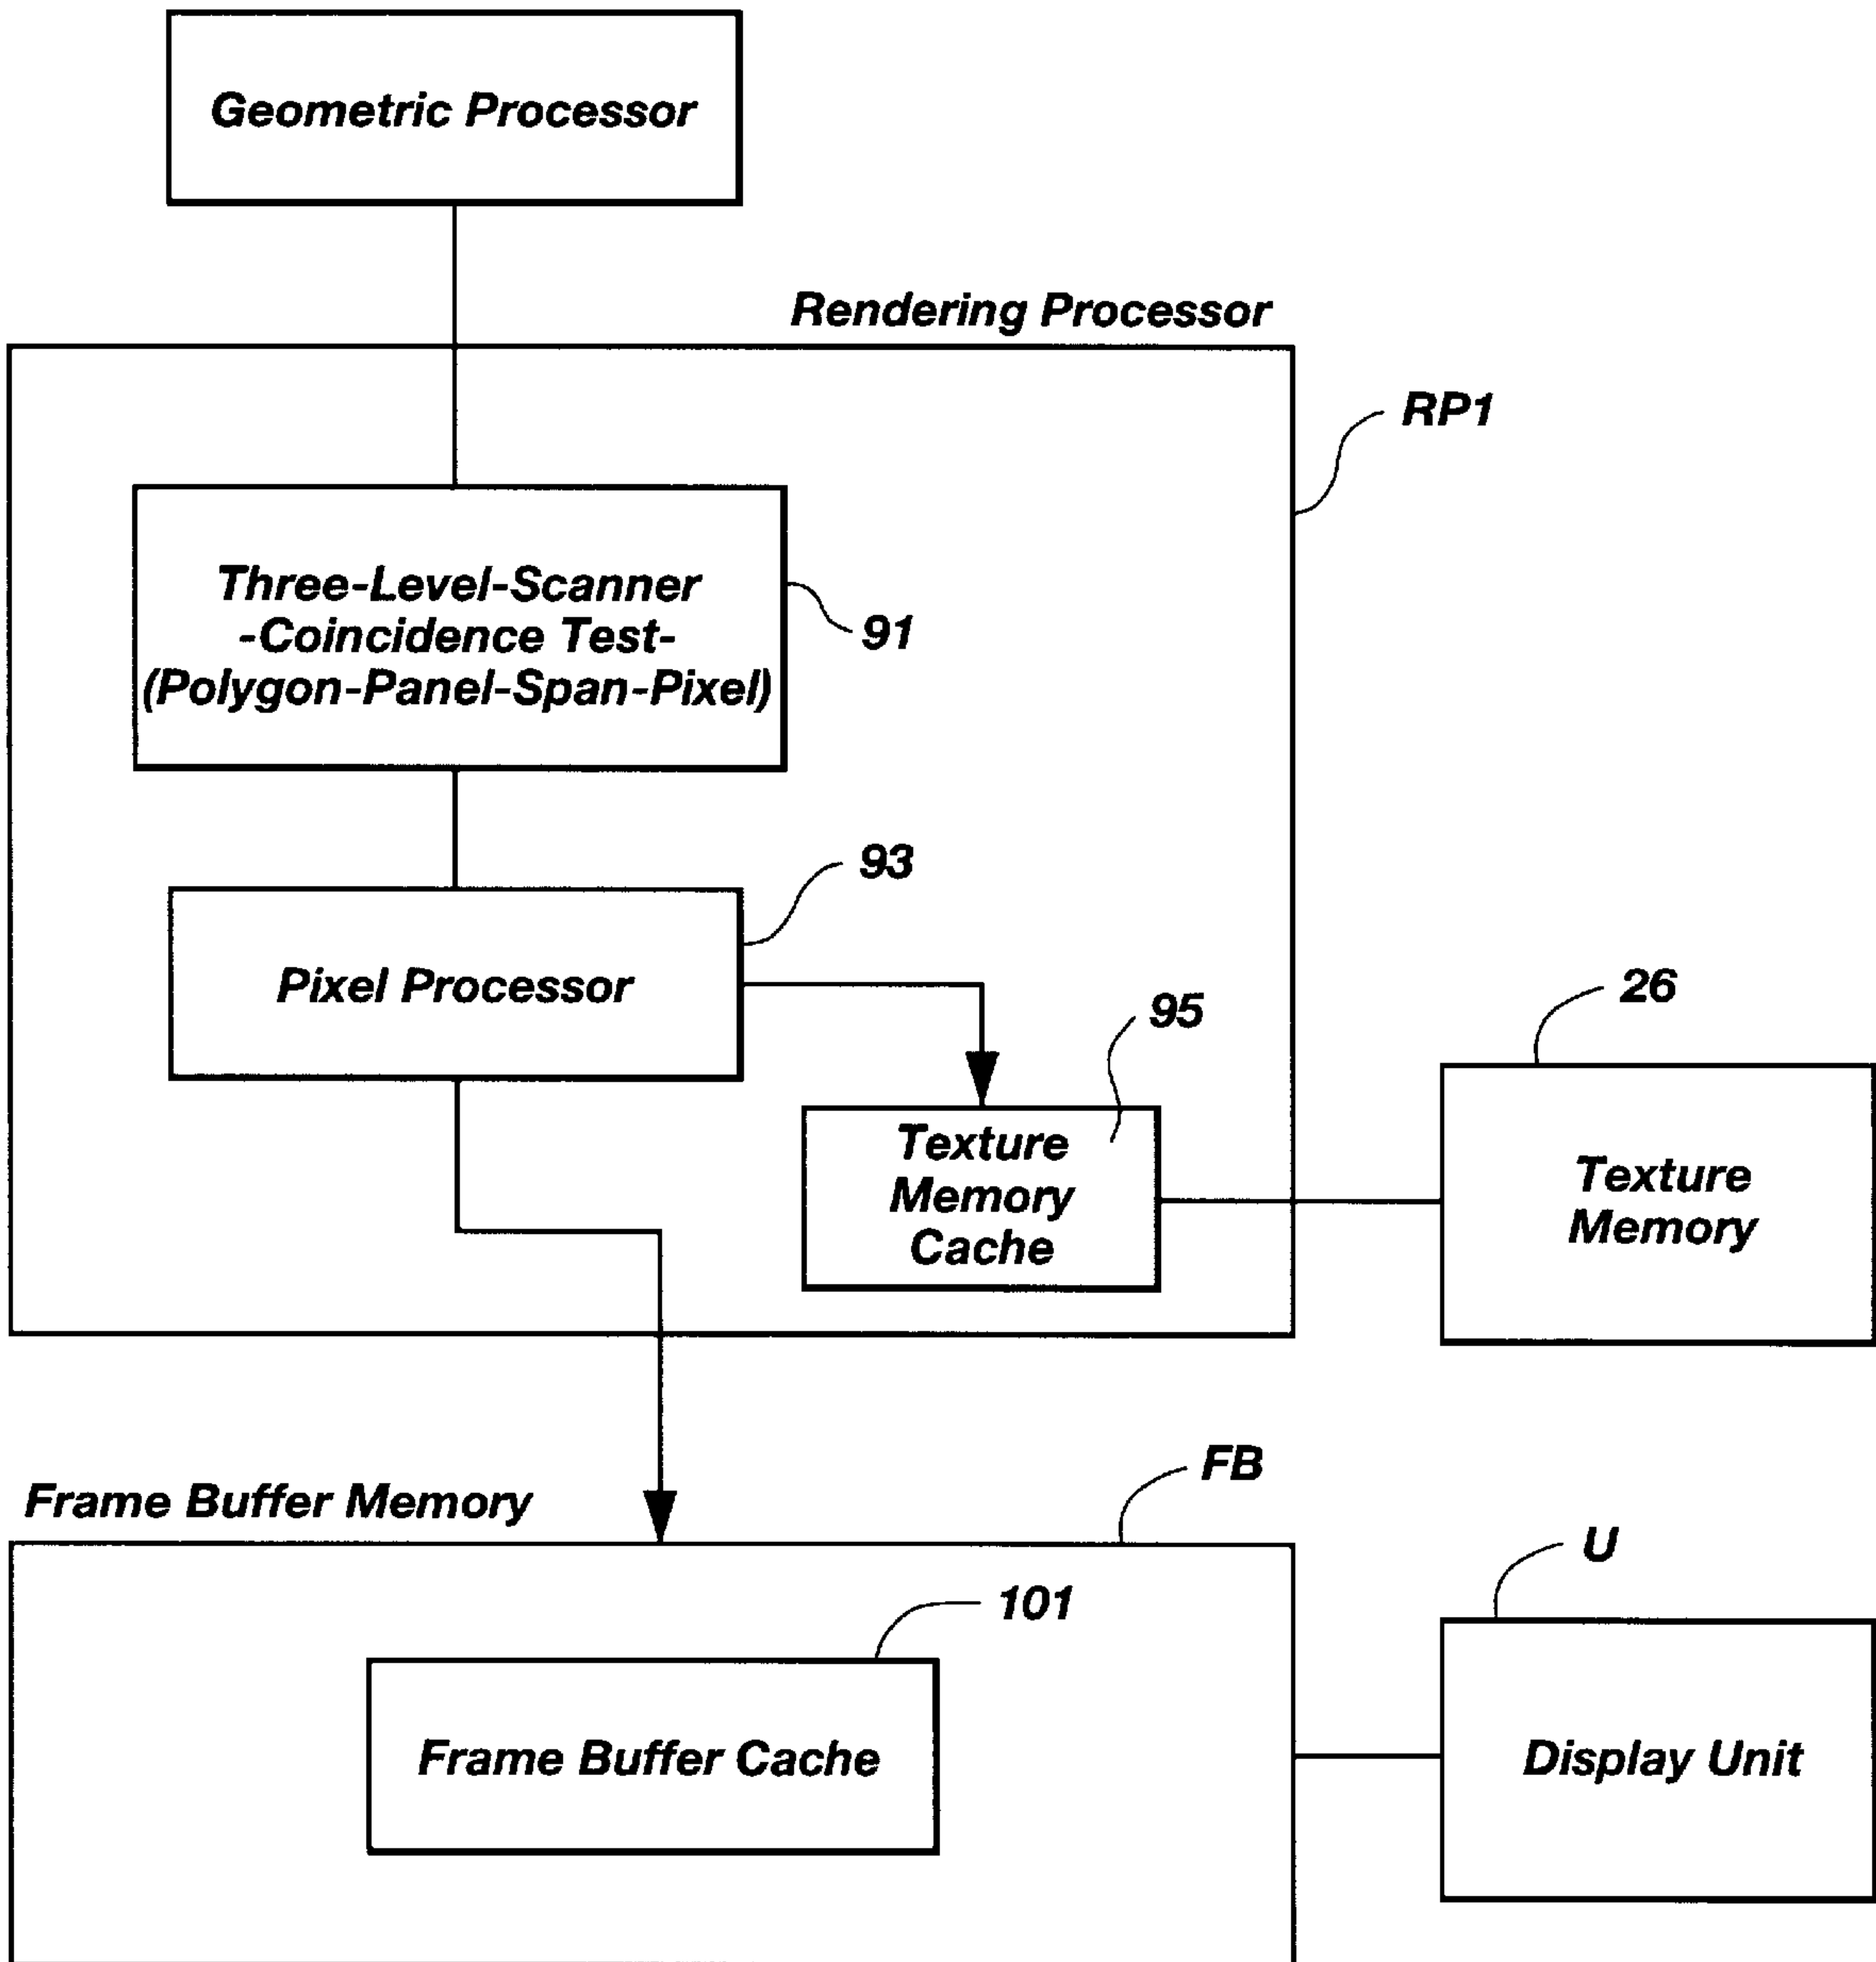 Geometric Processor
Rendering Processor
RP1
Three-Level-Scanner
-Coincidence Test-
(Polygon-Panel-Span-Pixel)
91
93
Pixel Processor
95
26
Texture
Memory
Cache
Texture
Memory
FB
Frame Buffer Memory
U
101
Frame Buffer Cache
Display Unit